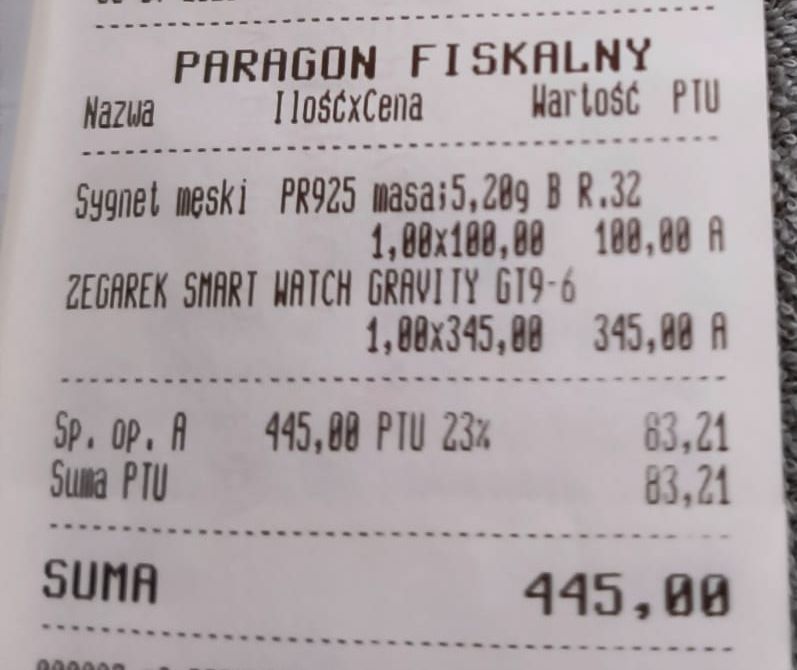 PARAGON FISKALNY
Nazwa IlośćxCena Wartość PTU
Sygnet męski PR925 masa;5,20g B R.32
1,00x100,00 100,00 A
ZEGAREK SMART WATCH GRAVITY GT9-6
1,00x345,00 345,00 A
Sp. op. A 445,00 PTU 23% 83,21
Suma PTU 83,21
SUMA 445,00